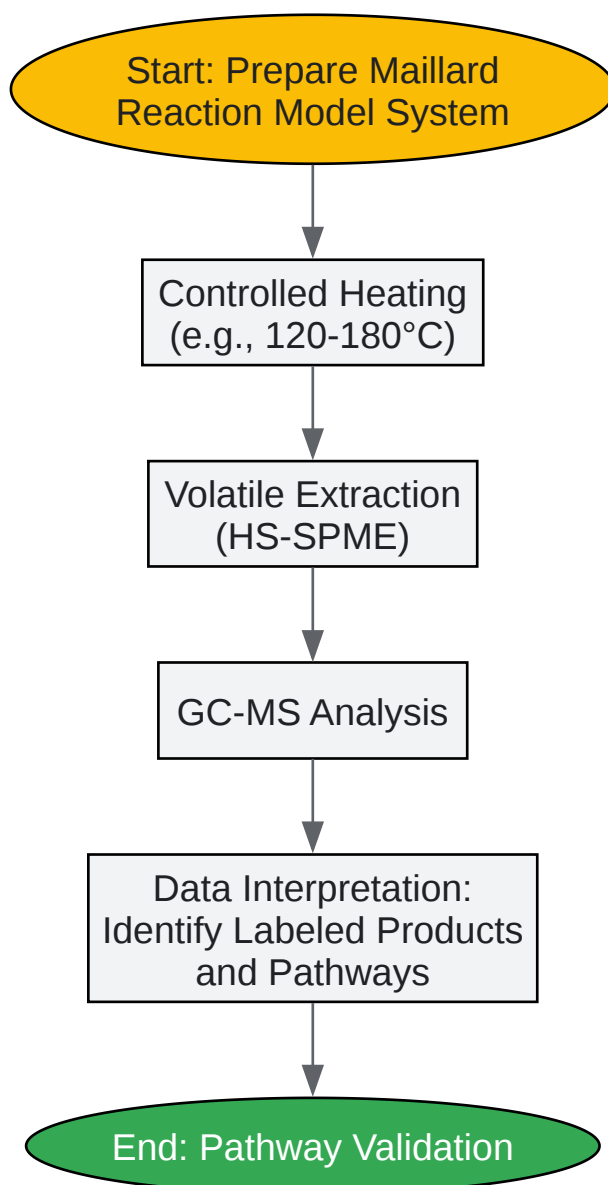 Start: Prepare Maillard
Reaction Model System
Controlled Heating
(e.g., 120-180°C)
Volatile Extraction
(HS-SPME)
GC-MS Analysis
Data Interpretation:
Identify Labeled Products
and Pathways
End: Pathway Validation